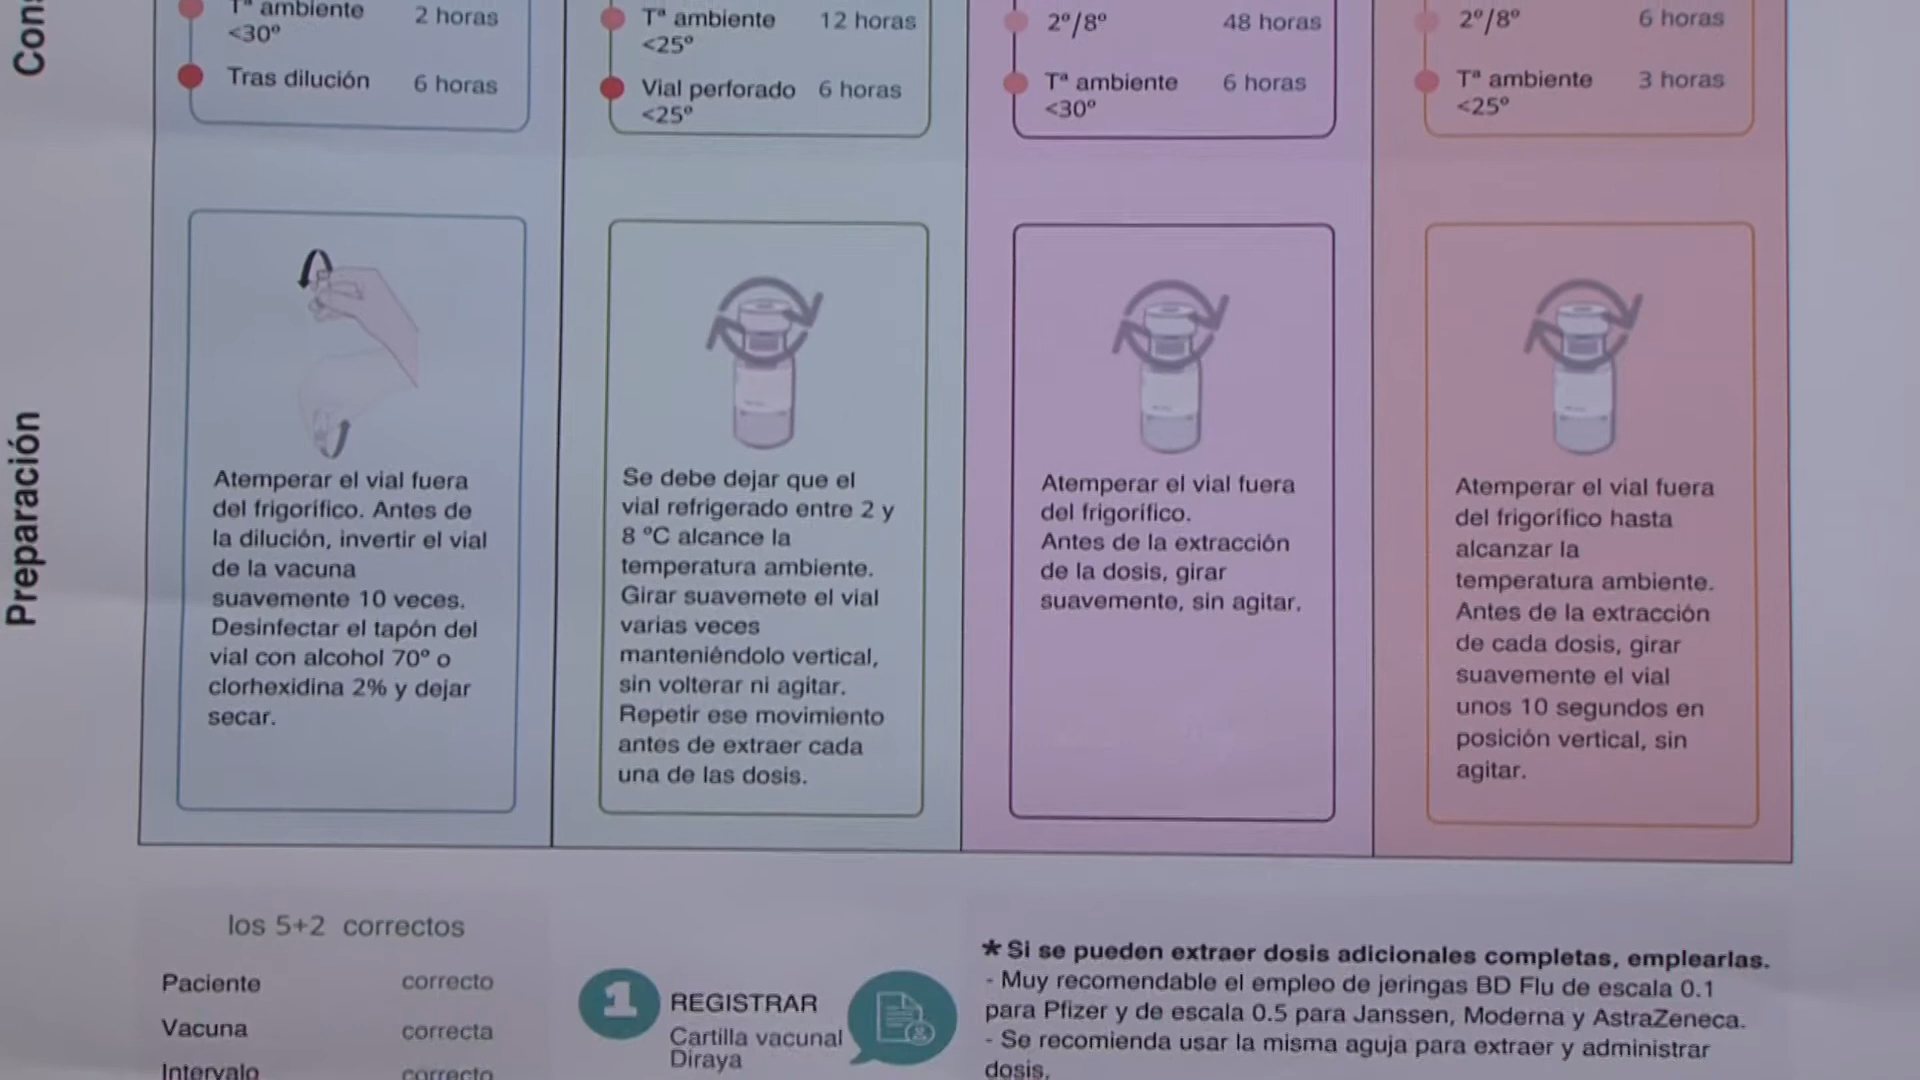 Cons
Tª ambiente 2 horas
<30º
Tras dilución 6 horas
Tª ambiente 12 horas
<25º
Vial perforado 6 horas
<25º
2º/8º 48 horas
Tª ambiente 6 horas
<30º
2º/8º 6 horas
Tª ambiente 3 horas
<25º
Preparación
Atemperar el vial fuera
del frigorífico. Antes de
la dilución, invertir el vial
de la vacuna
suavemente 10 veces.
Desinfectar el tapón del
vial con alcohol 70º o
clorhexidina 2% y dejar
secar.
Se debe dejar que el
vial refrigerado entre 2 y
8 ºC alcance la
temperatura ambiente.
Girar suavemete el vial
varias veces
manteniéndolo vertical,
sin volterar ni agitar.
Repetir ese movimiento
antes de extraer cada
una de las dosis.
Atemperar el vial fuera
del frigorífico.
Antes de la extracción
de la dosis, girar
suavemente, sin agitar.
Atemperar el vial fuera
del frigorífico hasta
alcanzar la
temperatura ambiente.
Antes de la extracción
de cada dosis, girar
suavemente el vial
unos 10 segundos en
posición vertical, sin
agitar.
los 5+2 correctos
Paciente correcto
Vacuna correcta
Intervalo correcto
1 REGISTRAR
Cartilla vacunal
Diraya
* Si se pueden extraer dosis adicionales completas, emplearlas.
- Muy recomendable el empleo de jeringas BD Flu de escala 0.1
para Pfizer y de escala 0.5 para Janssen, Moderna y AstraZeneca.
- Se recomienda usar la misma aguja para extraer y administrar
dosis.